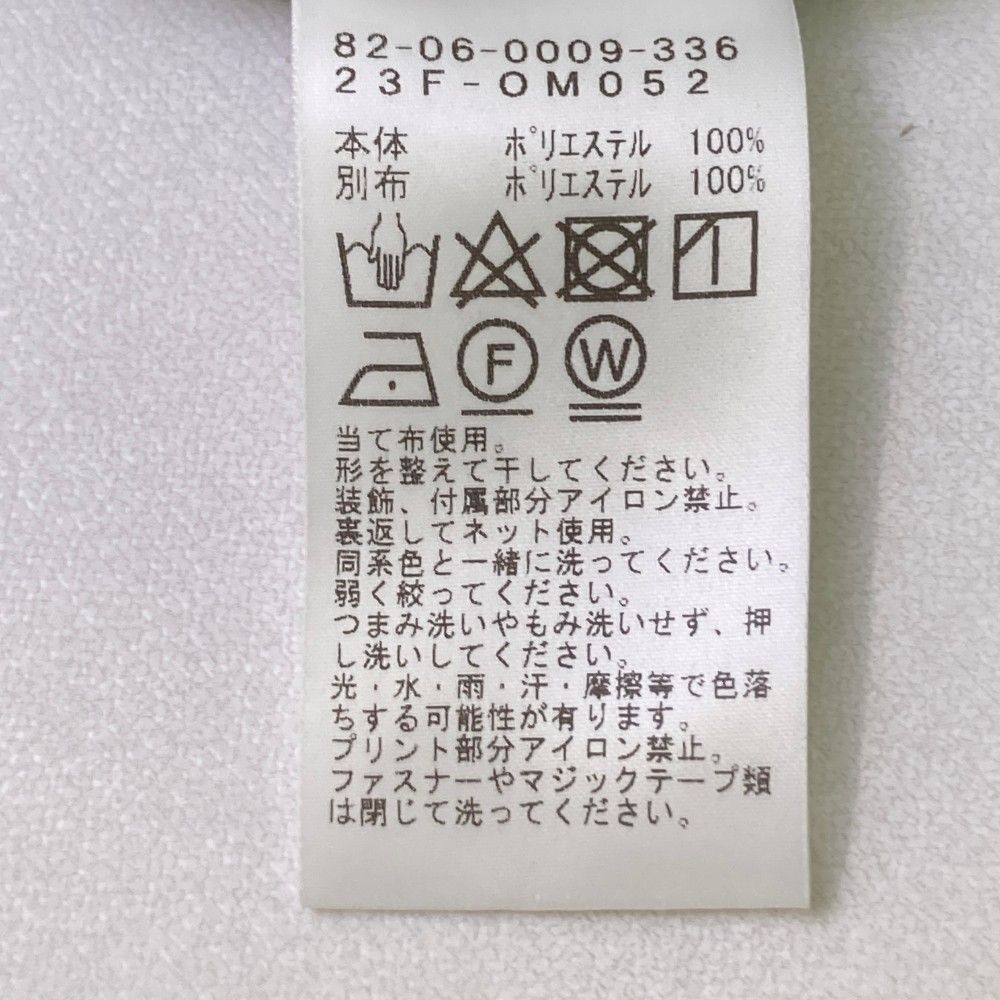 82-06-0009-336
23F-OM052
本体 ポリエステル 100%
別布 ポリエステル 100%
F W
当て布使用。
形を整えて干してください。
装飾、付属部分アイロン禁止。
裏返してネット使用。
同系色と一緒に洗ってください。
弱く絞ってください。
つまみ洗いやもみ洗いせず、押
し洗いしてください。
光・水・雨・汗・摩擦等で色落
ちする可能性が有ります。
プリント部分アイロン禁止。
ファスナーやマジックテープ類
は閉じて洗ってください。